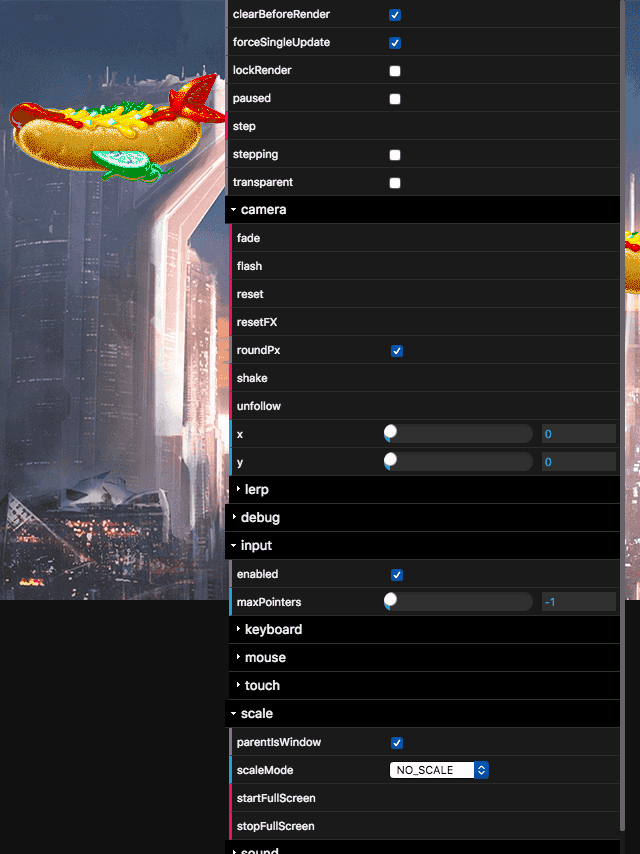 clearBeforeRender
forceSingleUpdate
lockRender
paused
step
stepping
transparent
camera
fade
flash
reset
resetFX
roundPx
shake
unfollow
x 0
y 0
lerp
debug
input
enabled
maxPointers -1
keyboard
mouse
touch
scale
parentIsWindow
scaleMode NO_SCALE
startFullScreen
stopFullScreen
sound